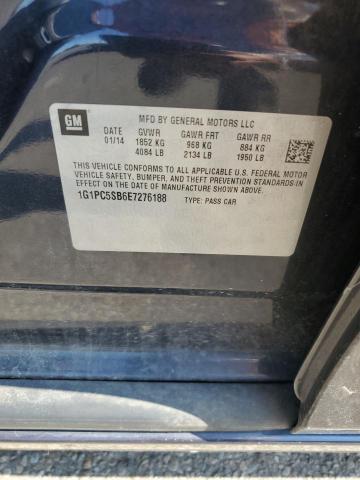 GM
MFD BY GENERAL MOTORS LLC
DATE GVWR GAWR FRT GAWR RR
01/14 1852 KG 968 KG 884 KG
4084 LB 2134 LB 1950 LB
THIS VEHICLE CONFORMS TO ALL APPLICABLE U.S. FEDERAL MOTOR
VEHICLE SAFETY, BUMPER, AND THEFT PREVENTION STANDARDS
IN EFFECT ON THE DATE OF MANUFACTURE SHOWN ABOVE.
1G1PC5SB6E7276188 TYPE: PASS CAR